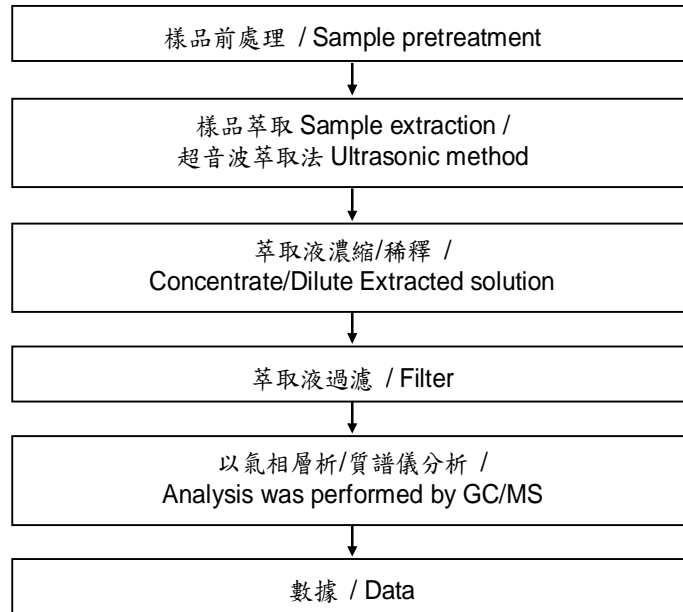 樣品前處理 / Sample pretreatment
樣品萃取 Sample extraction /
超音波萃取法 Ultrasonic method
萃取液濃縮/稀釋 /
Concentrate/Dilute Extracted solution
萃取液過濾 / Filter
以氣相層析/質譜儀分析 /
Analysis was performed by GC/MS
數據 / Data